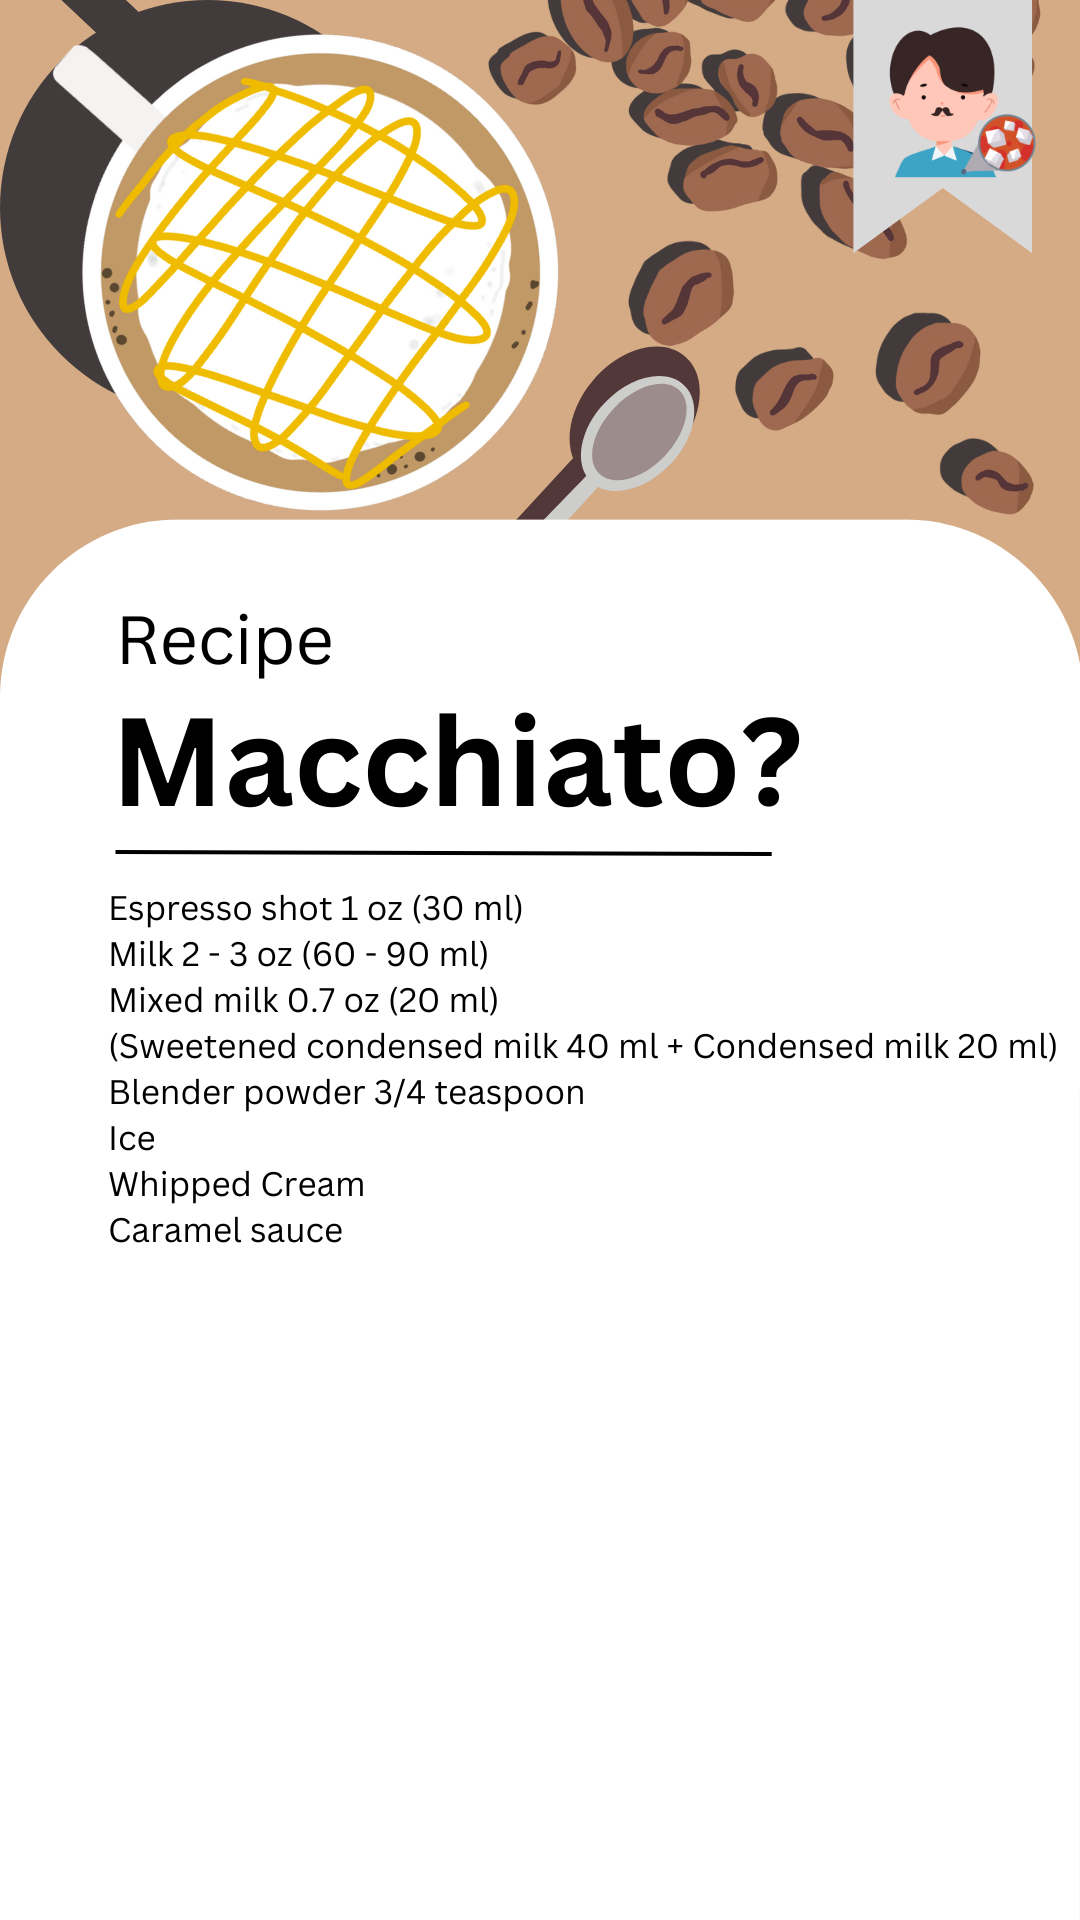 Recipe
Macchiato?
Espresso shot 1 oz (30 ml)
Milk 2 - 3 oz (60 - 90 ml)
Mixed milk 0.7 oz (20 ml)
(Sweetened condensed milk 40 ml + Condensed milk 20 ml)
Blender powder 3/4 teaspoon
Ice
Whipped Cream
Caramel sauce